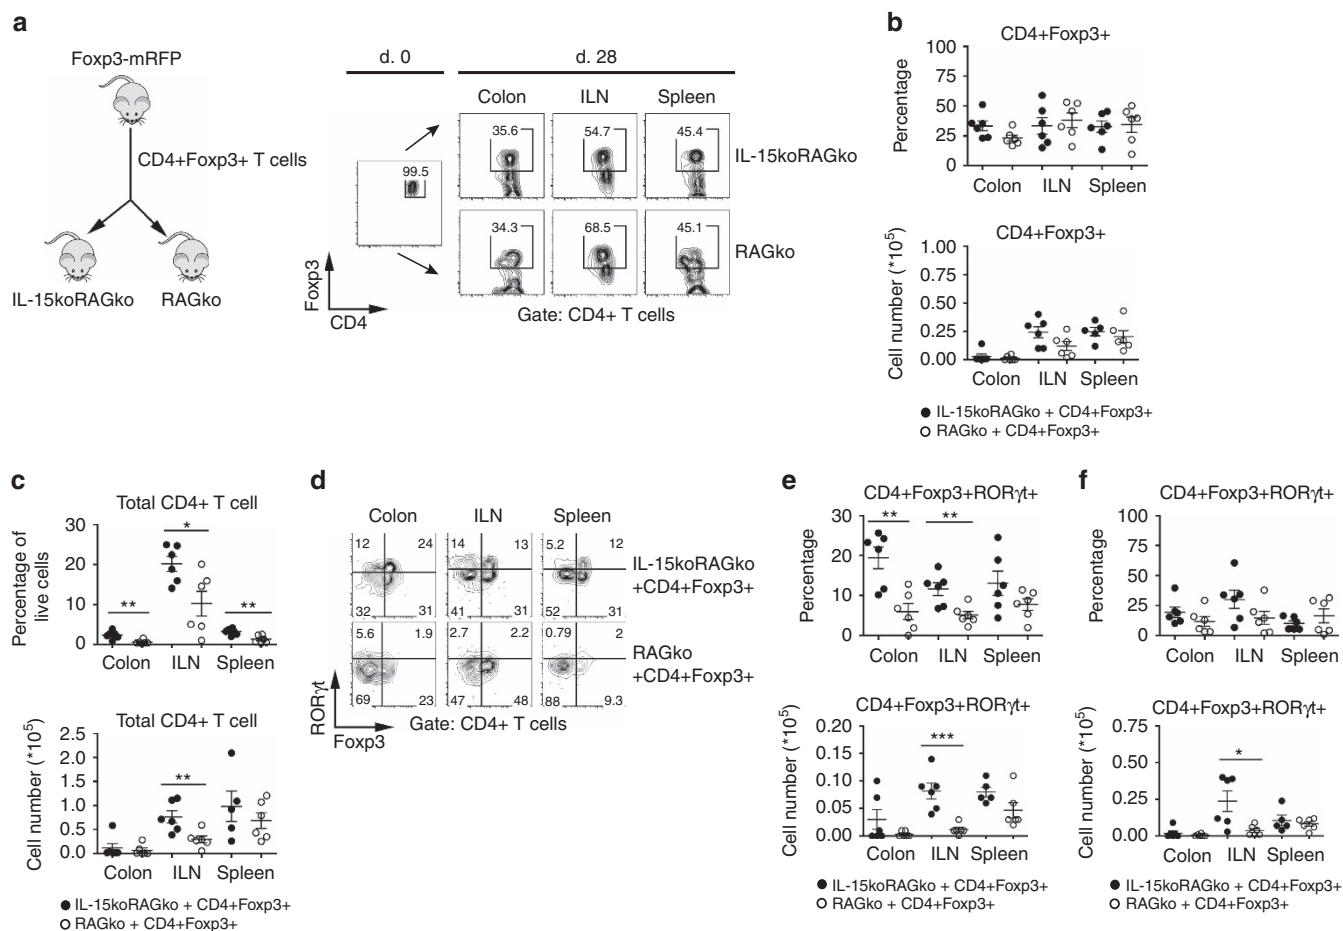 a
Foxp3-mRFP
CD4+Foxp3+ T cells
IL-15koRAGko
RAGko
d. 0
d. 28
Colon
ILN
Spleen
99.5
35.6
54.7
45.4
IL-15koRAGko
34.3
68.5
45.1
RAGko
Foxp3
CD4
Gate: CD4+ T cells
b
CD4+Foxp3+
Percentage
100
75
50
25
0
Colon
ILN
Spleen
CD4+Foxp3+
Cell number (*10⁵)
1.00
0.75
0.50
0.25
0.00
Colon
ILN
Spleen
IL-15koRAGko + CD4+Foxp3+
RAGko + CD4+Foxp3+
c
Total CD4+ T cell
Percentage of
live cells
30
20
10
0
**
*
**
Colon
ILN
Spleen
Total CD4+ T cell
Cell number (*10⁵)
2.5
2.0
1.5
1.0
0.5
0.0
**
Colon
ILN
Spleen
IL-15koRAGko + CD4+Foxp3+
RAGko + CD4+Foxp3+
d
Colon
ILN
Spleen
12
24
32
31
14
13
41
31
5.2
12
52
31
IL-15koRAGko
+CD4+Foxp3+
5.6
1.9
69
23
2.7
2.2
47
48
0.79
2
88
9.3
RAGko
+CD4+Foxp3+
RORγt
Foxp3
Gate: CD4+ T cells
e
CD4+Foxp3+RORγt+
Percentage
30
20
10
0
**
**
Colon
ILN
Spleen
CD4+Foxp3+RORγt+
Cell number (*10⁵)
0.20
0.15
0.10
0.05
0.00
***
Colon
ILN
Spleen
IL-15koRAGko + CD4+Foxp3+
RAGko + CD4+Foxp3+
f
CD4+Foxp3+RORγt+
Percentage
100
75
50
25
0
Colon
ILN
Spleen
CD4+Foxp3+RORγt+
Cell number (*10⁵)
0.75
0.50
0.25
0.00
*
Colon
ILN
Spleen
IL-15koRAGko + CD4+Foxp3+
RAGko + CD4+Foxp3+